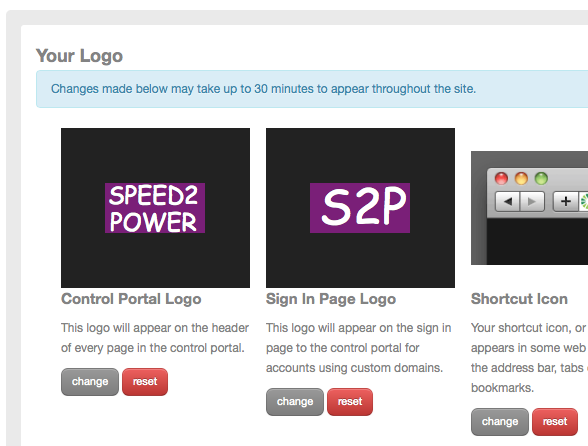 Your Logo
Changes made below may take up to 30 minutes to appear throughout the site.
SPEED2
POWER
Control Portal Logo
This logo will appear on the header
of every page in the control portal.
change reset
S2P
Sign In Page Logo
This logo will appear on the sign in
page to the control portal for
accounts using custom domains.
change reset
Shortcut Icon
Your shortcut icon, or
appears in some web
the address bar, tabs
bookmarks.
change reset